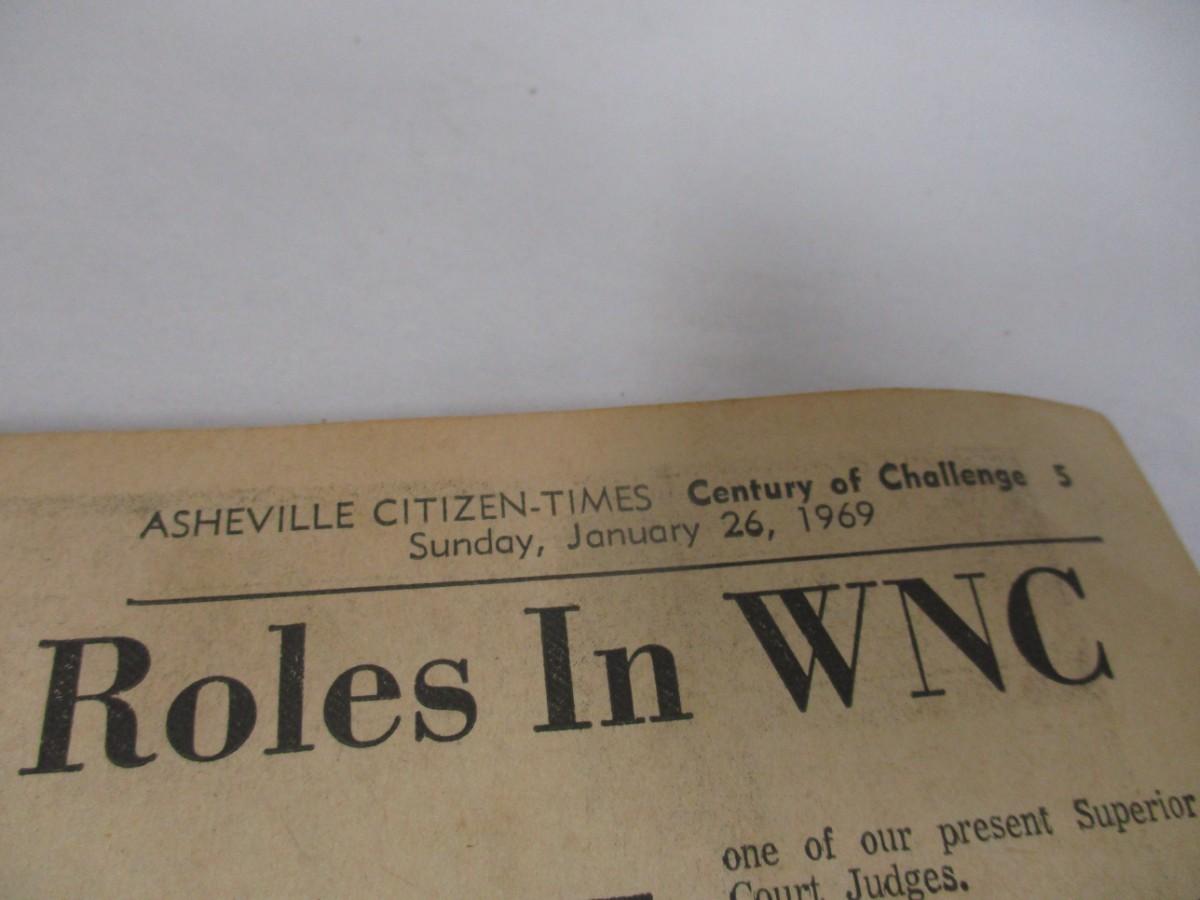 ASHEVILLE CITIZEN-TIMES Century of Challenge 5
Sunday, January 26, 1969
Roles In WNC
one of our present Superior
Court Judges.